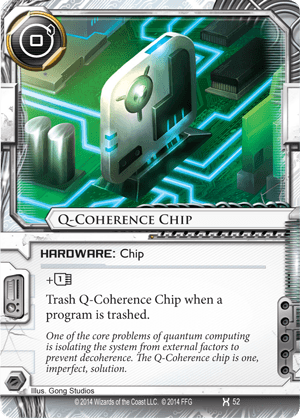 Q-Coherence Chip
HARDWARE: Chip
+1
Trash Q-Coherence Chip when a
program is trashed.
One of the core problems of quantum computing
is isolating the system from external factors to
prevent decoherence. The Q-Coherence chip is one,
imperfect, solution.
Illus. Gong Studios
© 2014 Wizards of the Coast LLC. © 2014 FFG
52